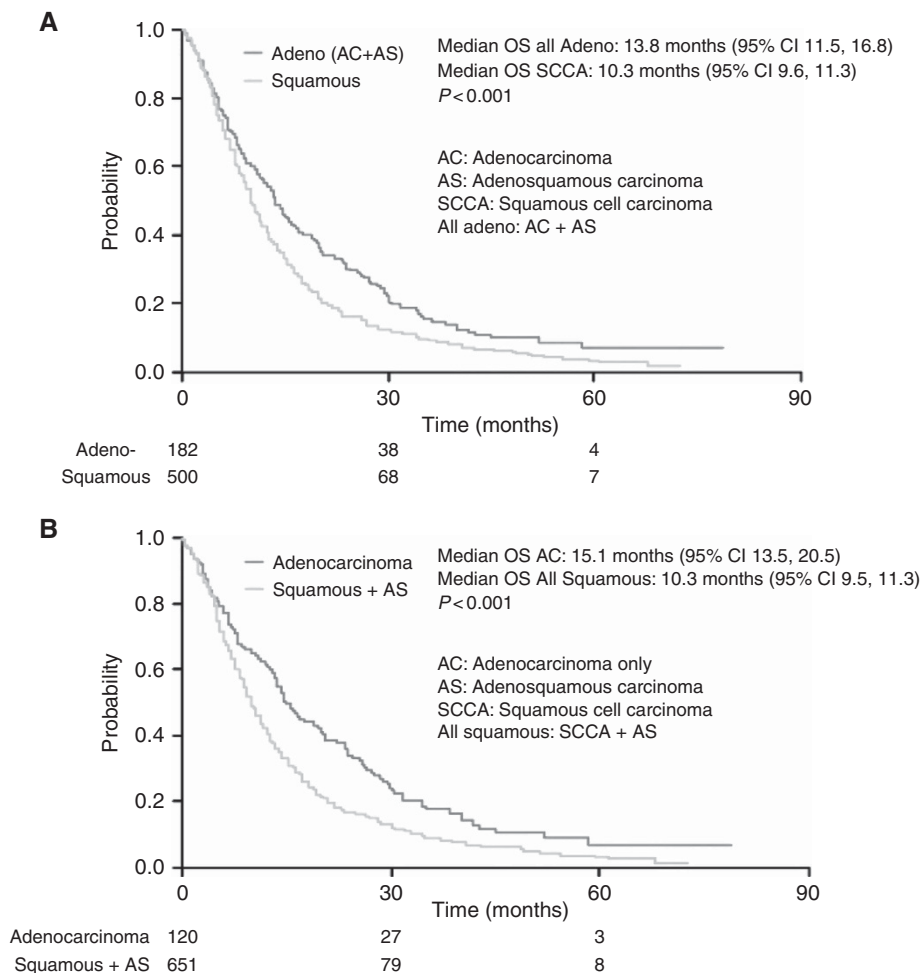 A
1.0
0.8
0.6
0.4
0.2
0.0
Probability
Adeno (AC+AS)
Squamous
Median OS all Adeno: 13.8 months (95% CI 11.5, 16.8)
Median OS SCCA: 10.3 months (95% CI 9.6, 11.3)
P<0.001
AC: Adenocarcinoma
AS: Adenosquamous carcinoma
SCCA: Squamous cell carcinoma
All adeno: AC + AS
0 30 60 90
Time (months)
Adeno- 182 38 4
Squamous 500 68 7
B
1.0
0.8
0.6
0.4
0.2
0.0
Probability
Adenocarcinoma
Squamous + AS
Median OS AC: 15.1 months (95% CI 13.5, 20.5)
Median OS All Squamous: 10.3 months (95% CI 9.5, 11.3)
P<0.001
AC: Adenocarcinoma only
AS: Adenosquamous carcinoma
SCCA: Squamous cell carcinoma
All squamous: SCCA + AS
0 30 60 90
Time (months)
Adenocarcinoma 120 27 3
Squamous + AS 651 79 8